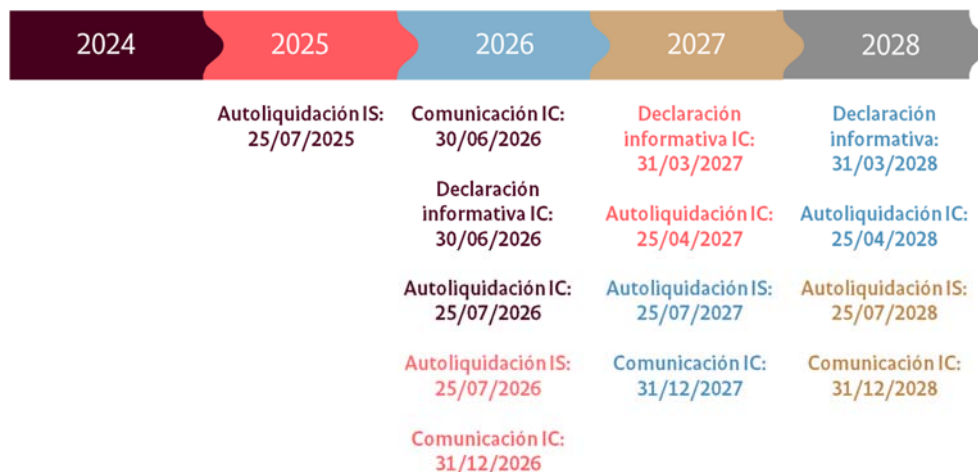 2024
2025
2026
2027
2028
Autoliquidación IS:
25/07/2025
Comunicación IC:
30/06/2026
Declaración
informativa IC:
30/06/2026
Autoliquidación IC:
25/07/2026
Autoliquidación IS:
25/07/2026
Comunicación IC:
31/12/2026
Declaración
informativa IC:
31/03/2027
Autoliquidación IC:
25/04/2027
Autoliquidación IS:
25/07/2027
Comunicación IC:
31/12/2027
Declaración
informativa:
31/03/2028
Autoliquidación IC:
25/04/2028
Autoliquidación IS:
25/07/2028
Comunicación IC:
31/12/2028